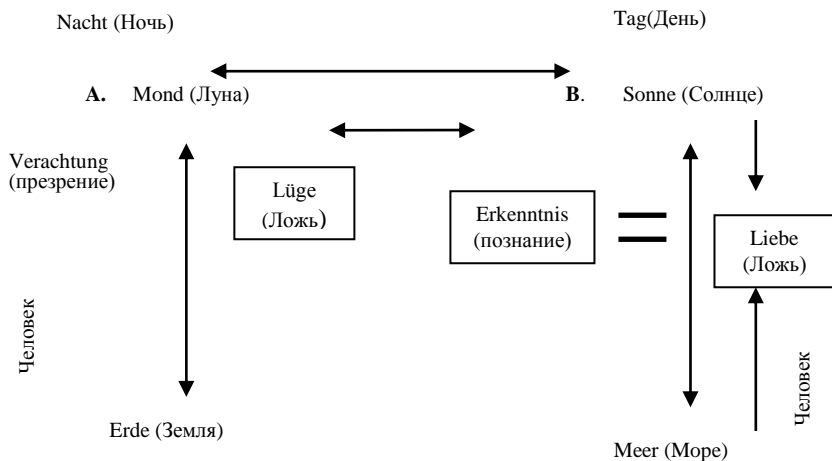 Nacht (Ночь)
Tag(День)
A. Mond (Луна)
B. Sonne (Солнце)
Verachtung
(презрение)
Lüge
(Ложь)
Erkenntnis
(познание)
Liebe
(Ложь)
Человек
Человек
Erde (Земля)
Meer (Море)